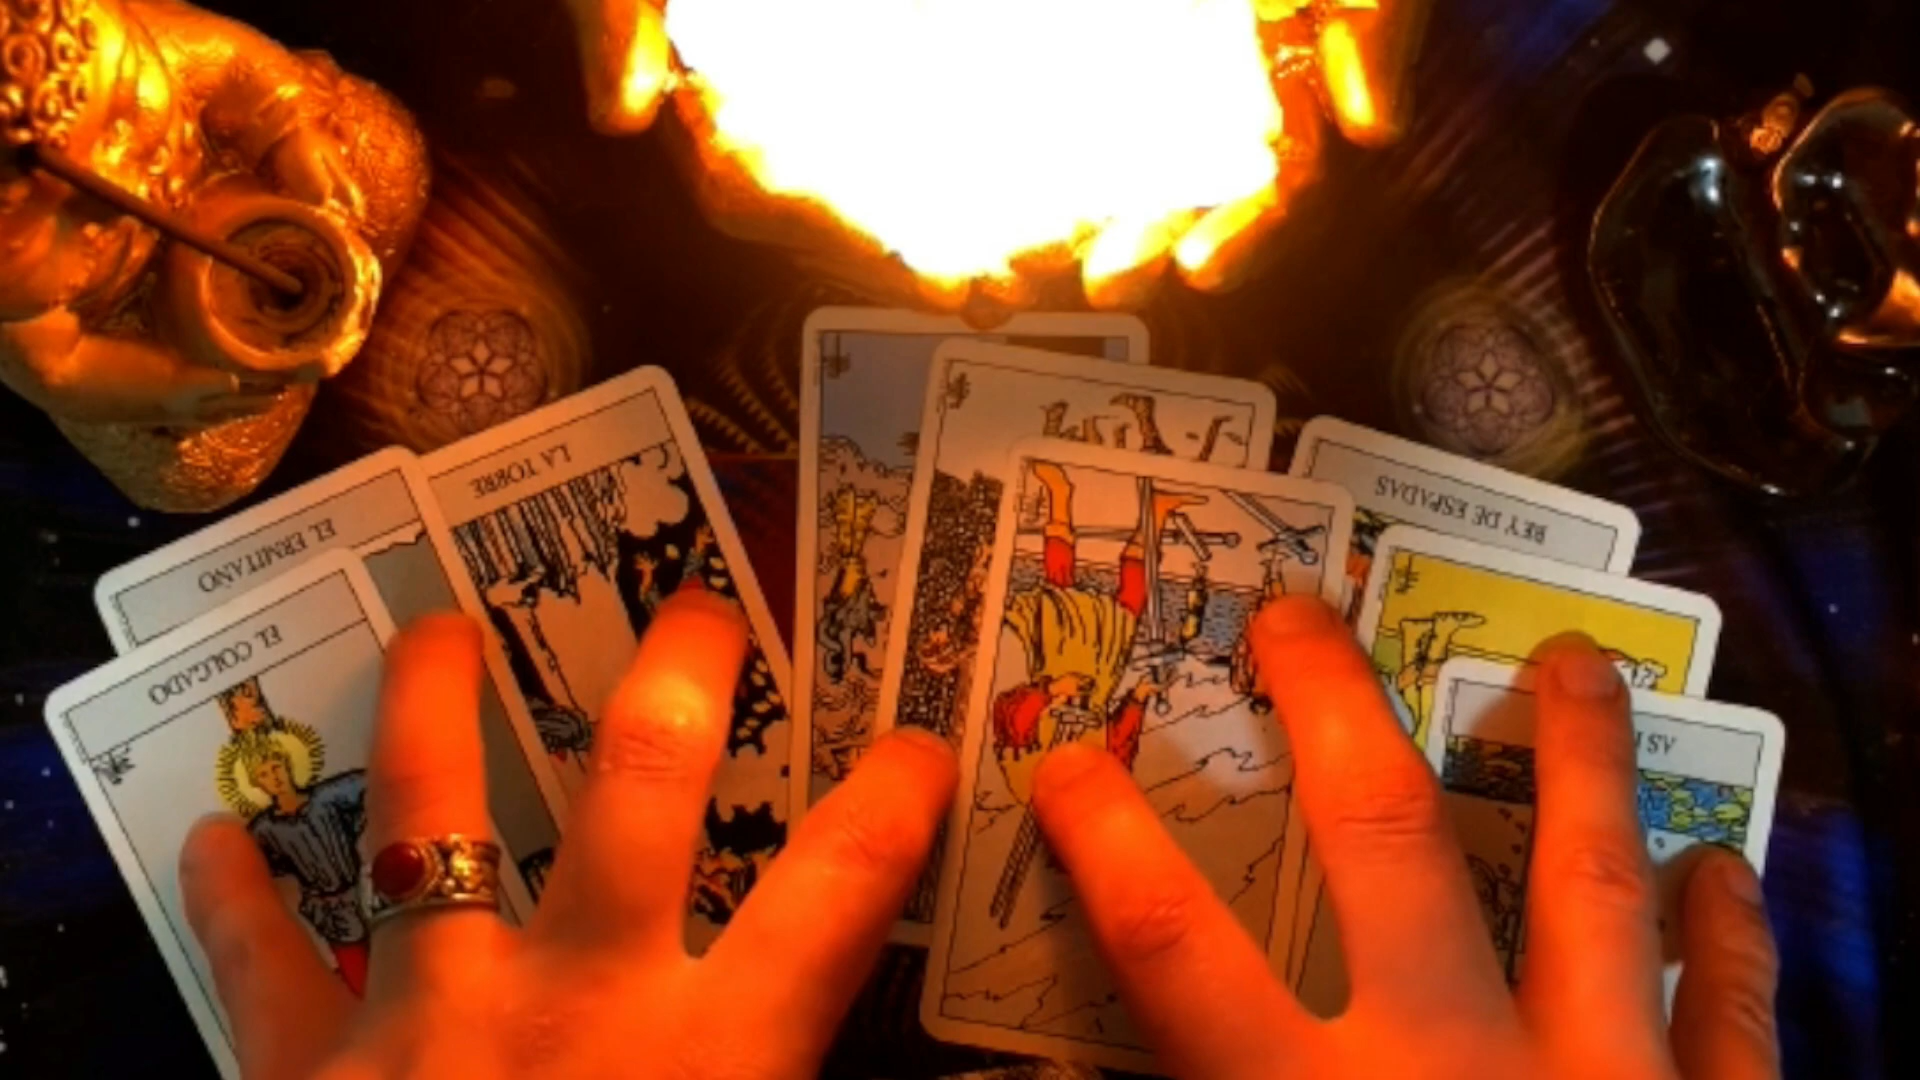 LA TORRE
EL ERMITAÑO
EL COLGADO
REY DE ESPADAS
AS